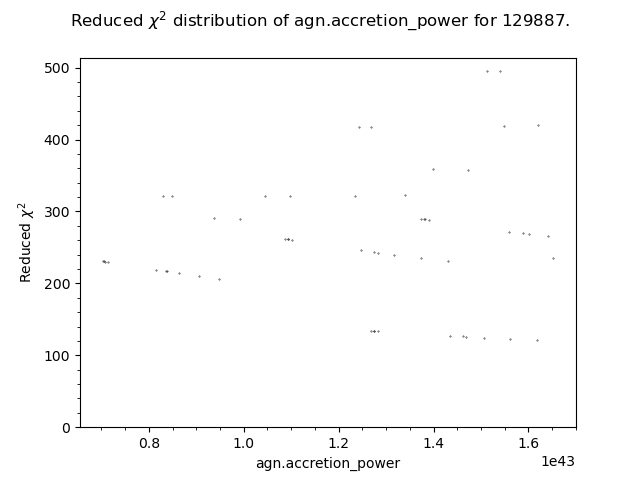 Reduced χ² distribution of agn.accretion_power for 129887.
500
400
300
200
100
0
Reduced χ²
0.8 1.0 1.2 1.4 1.6
1e43
agn.accretion_power